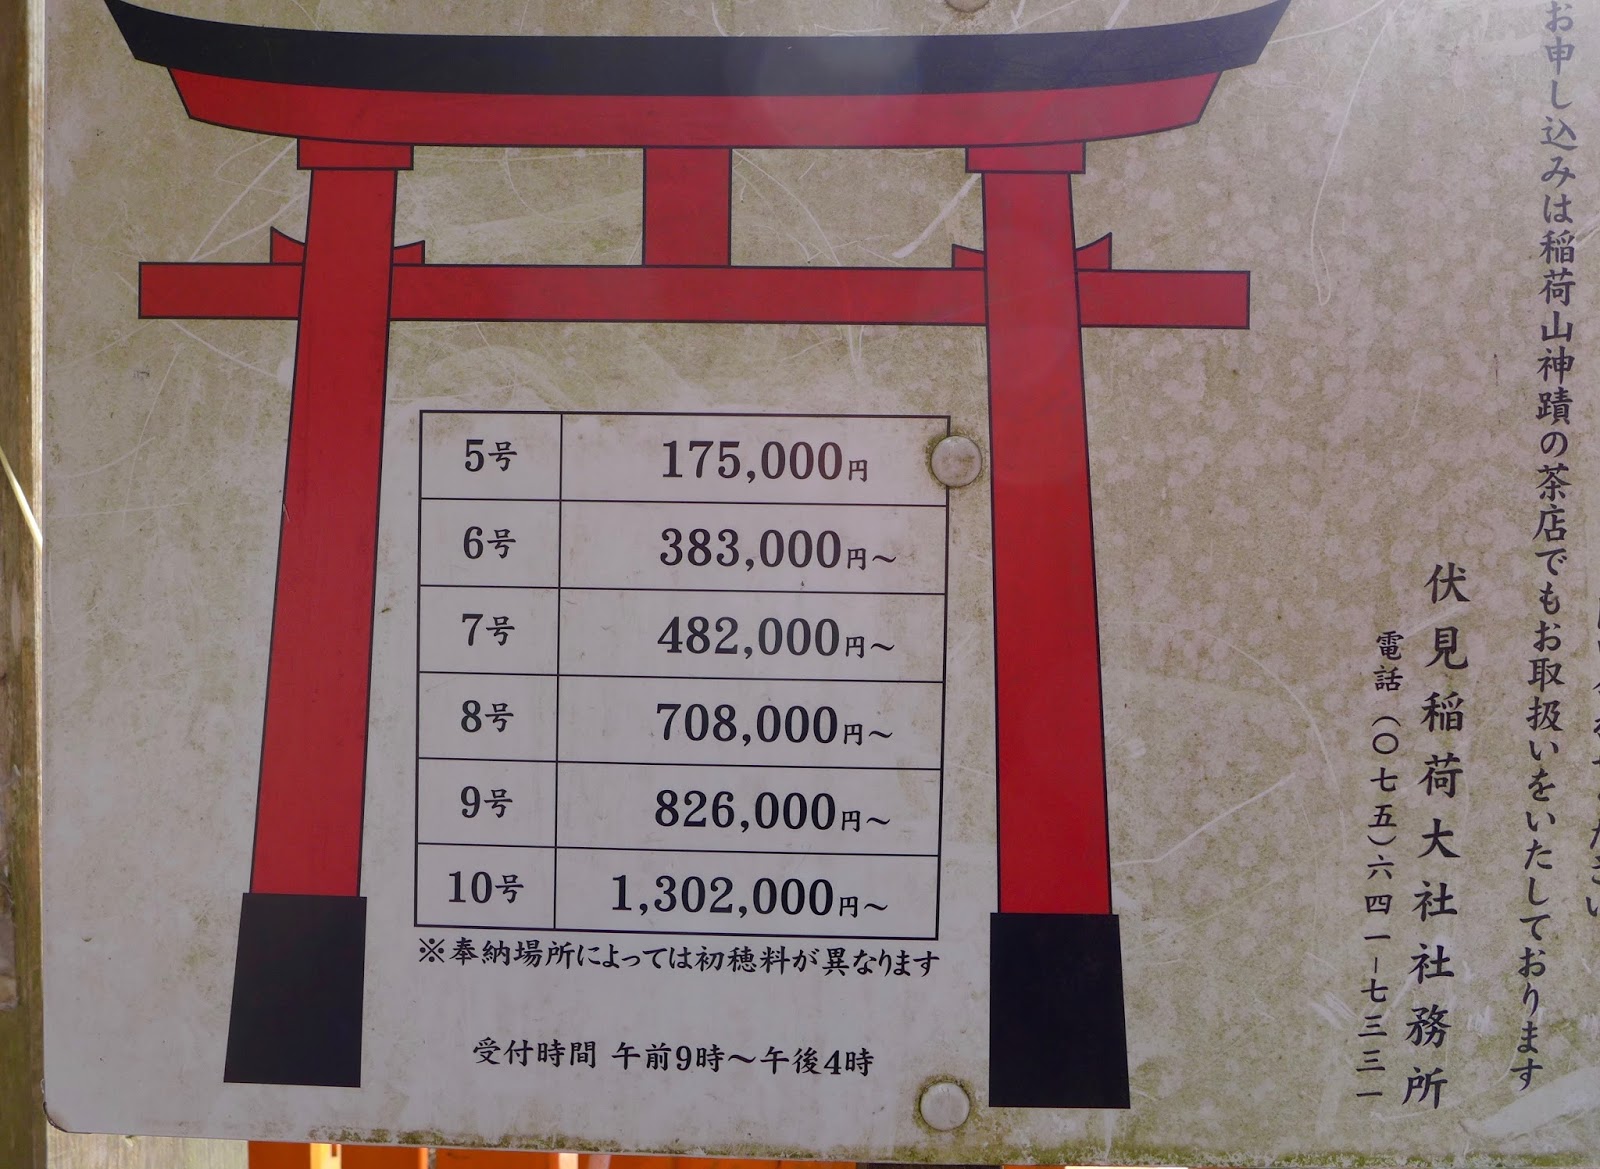 お申し込みは稲荷山神蹟の茶店でもお取扱いをいたしております
伏見稲荷大社社務所
電話(〇七五)六四一-七三三一
5号 175,000円
6号 383,000円～
7号 482,000円～
8号 708,000円～
9号 826,000円～
10号 1,302,000円～
※奉納場所によっては初穂料が異なります
受付時間 午前9時～午後4時